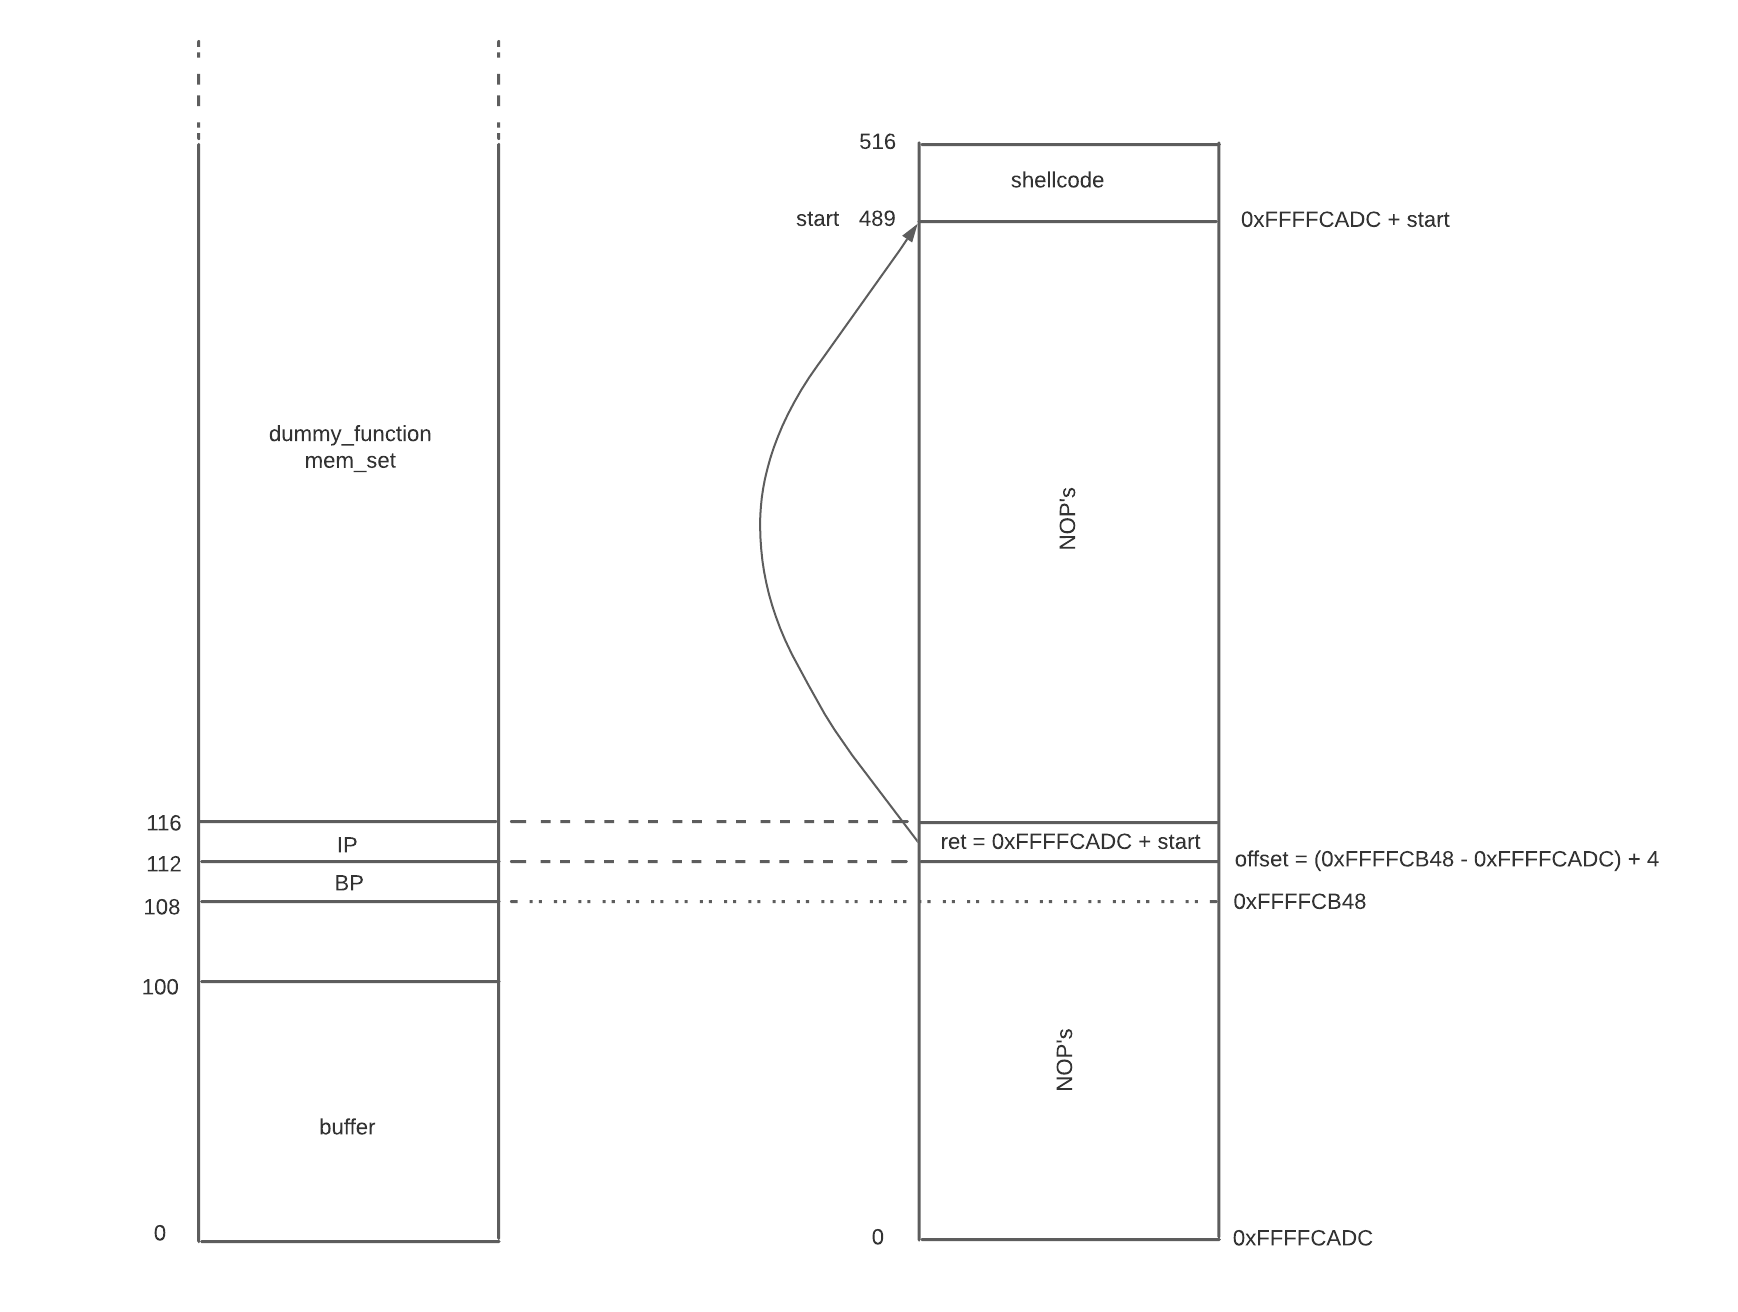 516
shellcode
start 489
0xFFFFCADC + start
dummy_function
mem_set
NOP's
116
IP
ret = 0xFFFFCADC + start
112
offset = (0xFFFFCB48 - 0xFFFFCADC) + 4
BP
108
0xFFFFCB48
100
NOP's
buffer
0
0
0xFFFFCADC